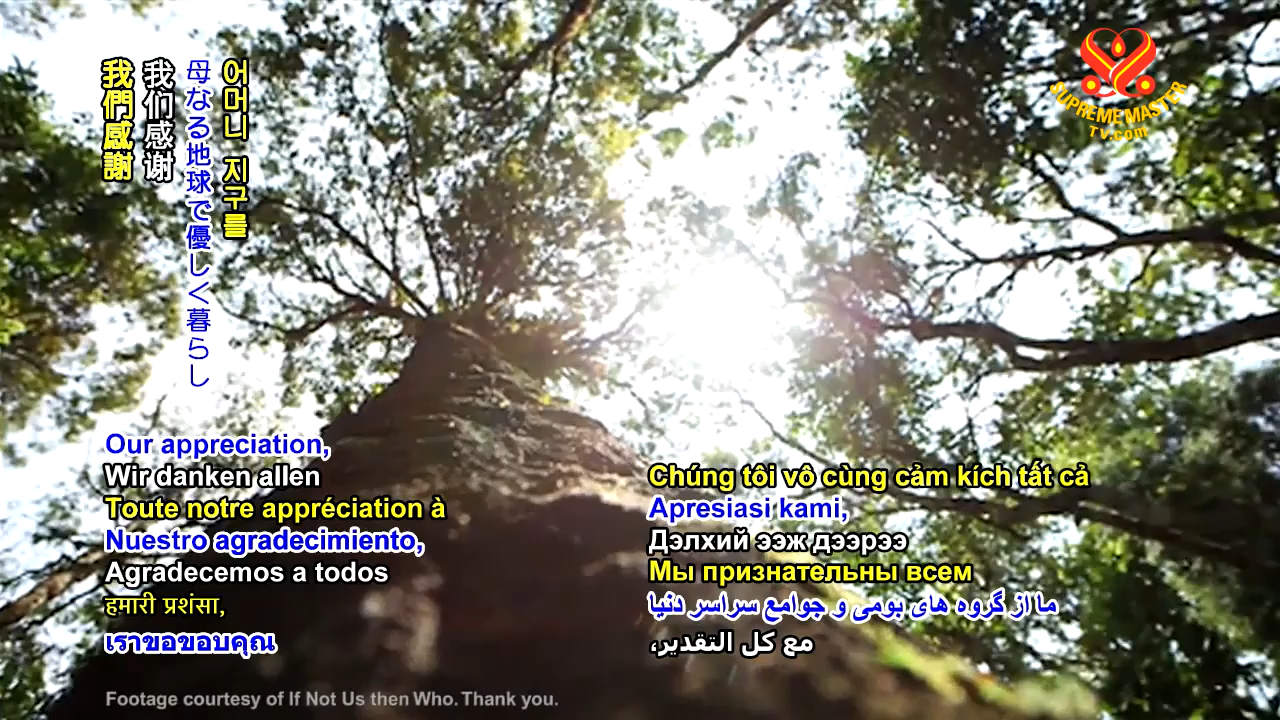 我們感謝
我们感谢
母なる地球で優しく暮らし
어머니 지구를
SUPREME MASTER
TV.com
Our appreciation,
Wir danken allen
Toute notre appréciation à
Nuestro agradecimiento,
Agradecemos a todos
हमारी प्रशंसा,
เราขอขอบคุณ
Chúng tôi vô cùng cảm kích tất cả
Apresiasi kami,
Дэлхий ээж дээрээ
Мы признательны всем
ما از گروه های بومی و جوامع سراسر دنیا
مع كل التقدير،
Footage courtesy of If Not Us then Who. Thank you.